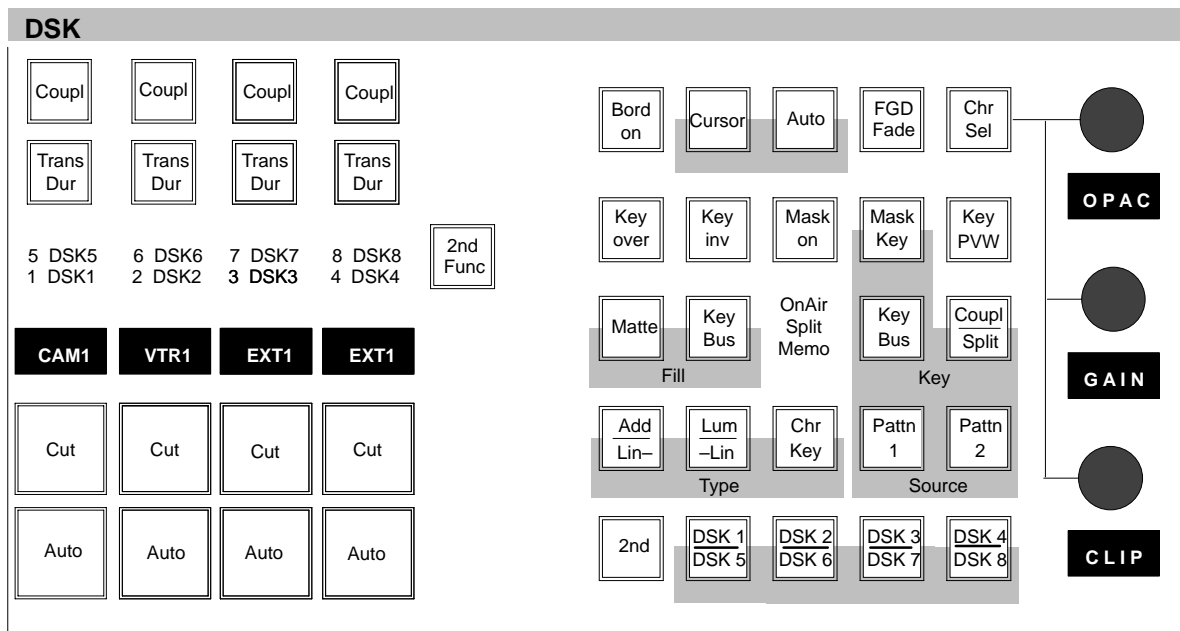 DSK
Coupl Coupl Coupl Coupl
Trans Trans Trans Trans
Dur Dur Dur Dur
5 DSK5 6 DSK6 7 DSK7 8 DSK8
1 DSK1 2 DSK2 3 DSK3 4 DSK4
2nd
Func
CAM1 VTR1 EXT1 EXT1
Cut Cut Cut Cut
Auto Auto Auto Auto
Bord
on
Cursor
Auto
FGD
Fade
Chr
Sel
OPAC
Key
over
Key
inv
Mask
on
Mask
Key
Key
PVW
Matte
Key
Bus
OnAir
Split
Memo
Key
Bus
Coupl
Split
Fill
Key
GAIN
Add
Lin–
Lum
–Lin
Chr
Key
Pattn
1
Pattn
2
Type
Source
2nd
DSK 1
DSK 5
DSK 2
DSK 6
DSK 3
DSK 7
DSK 4
DSK 8
CLIP